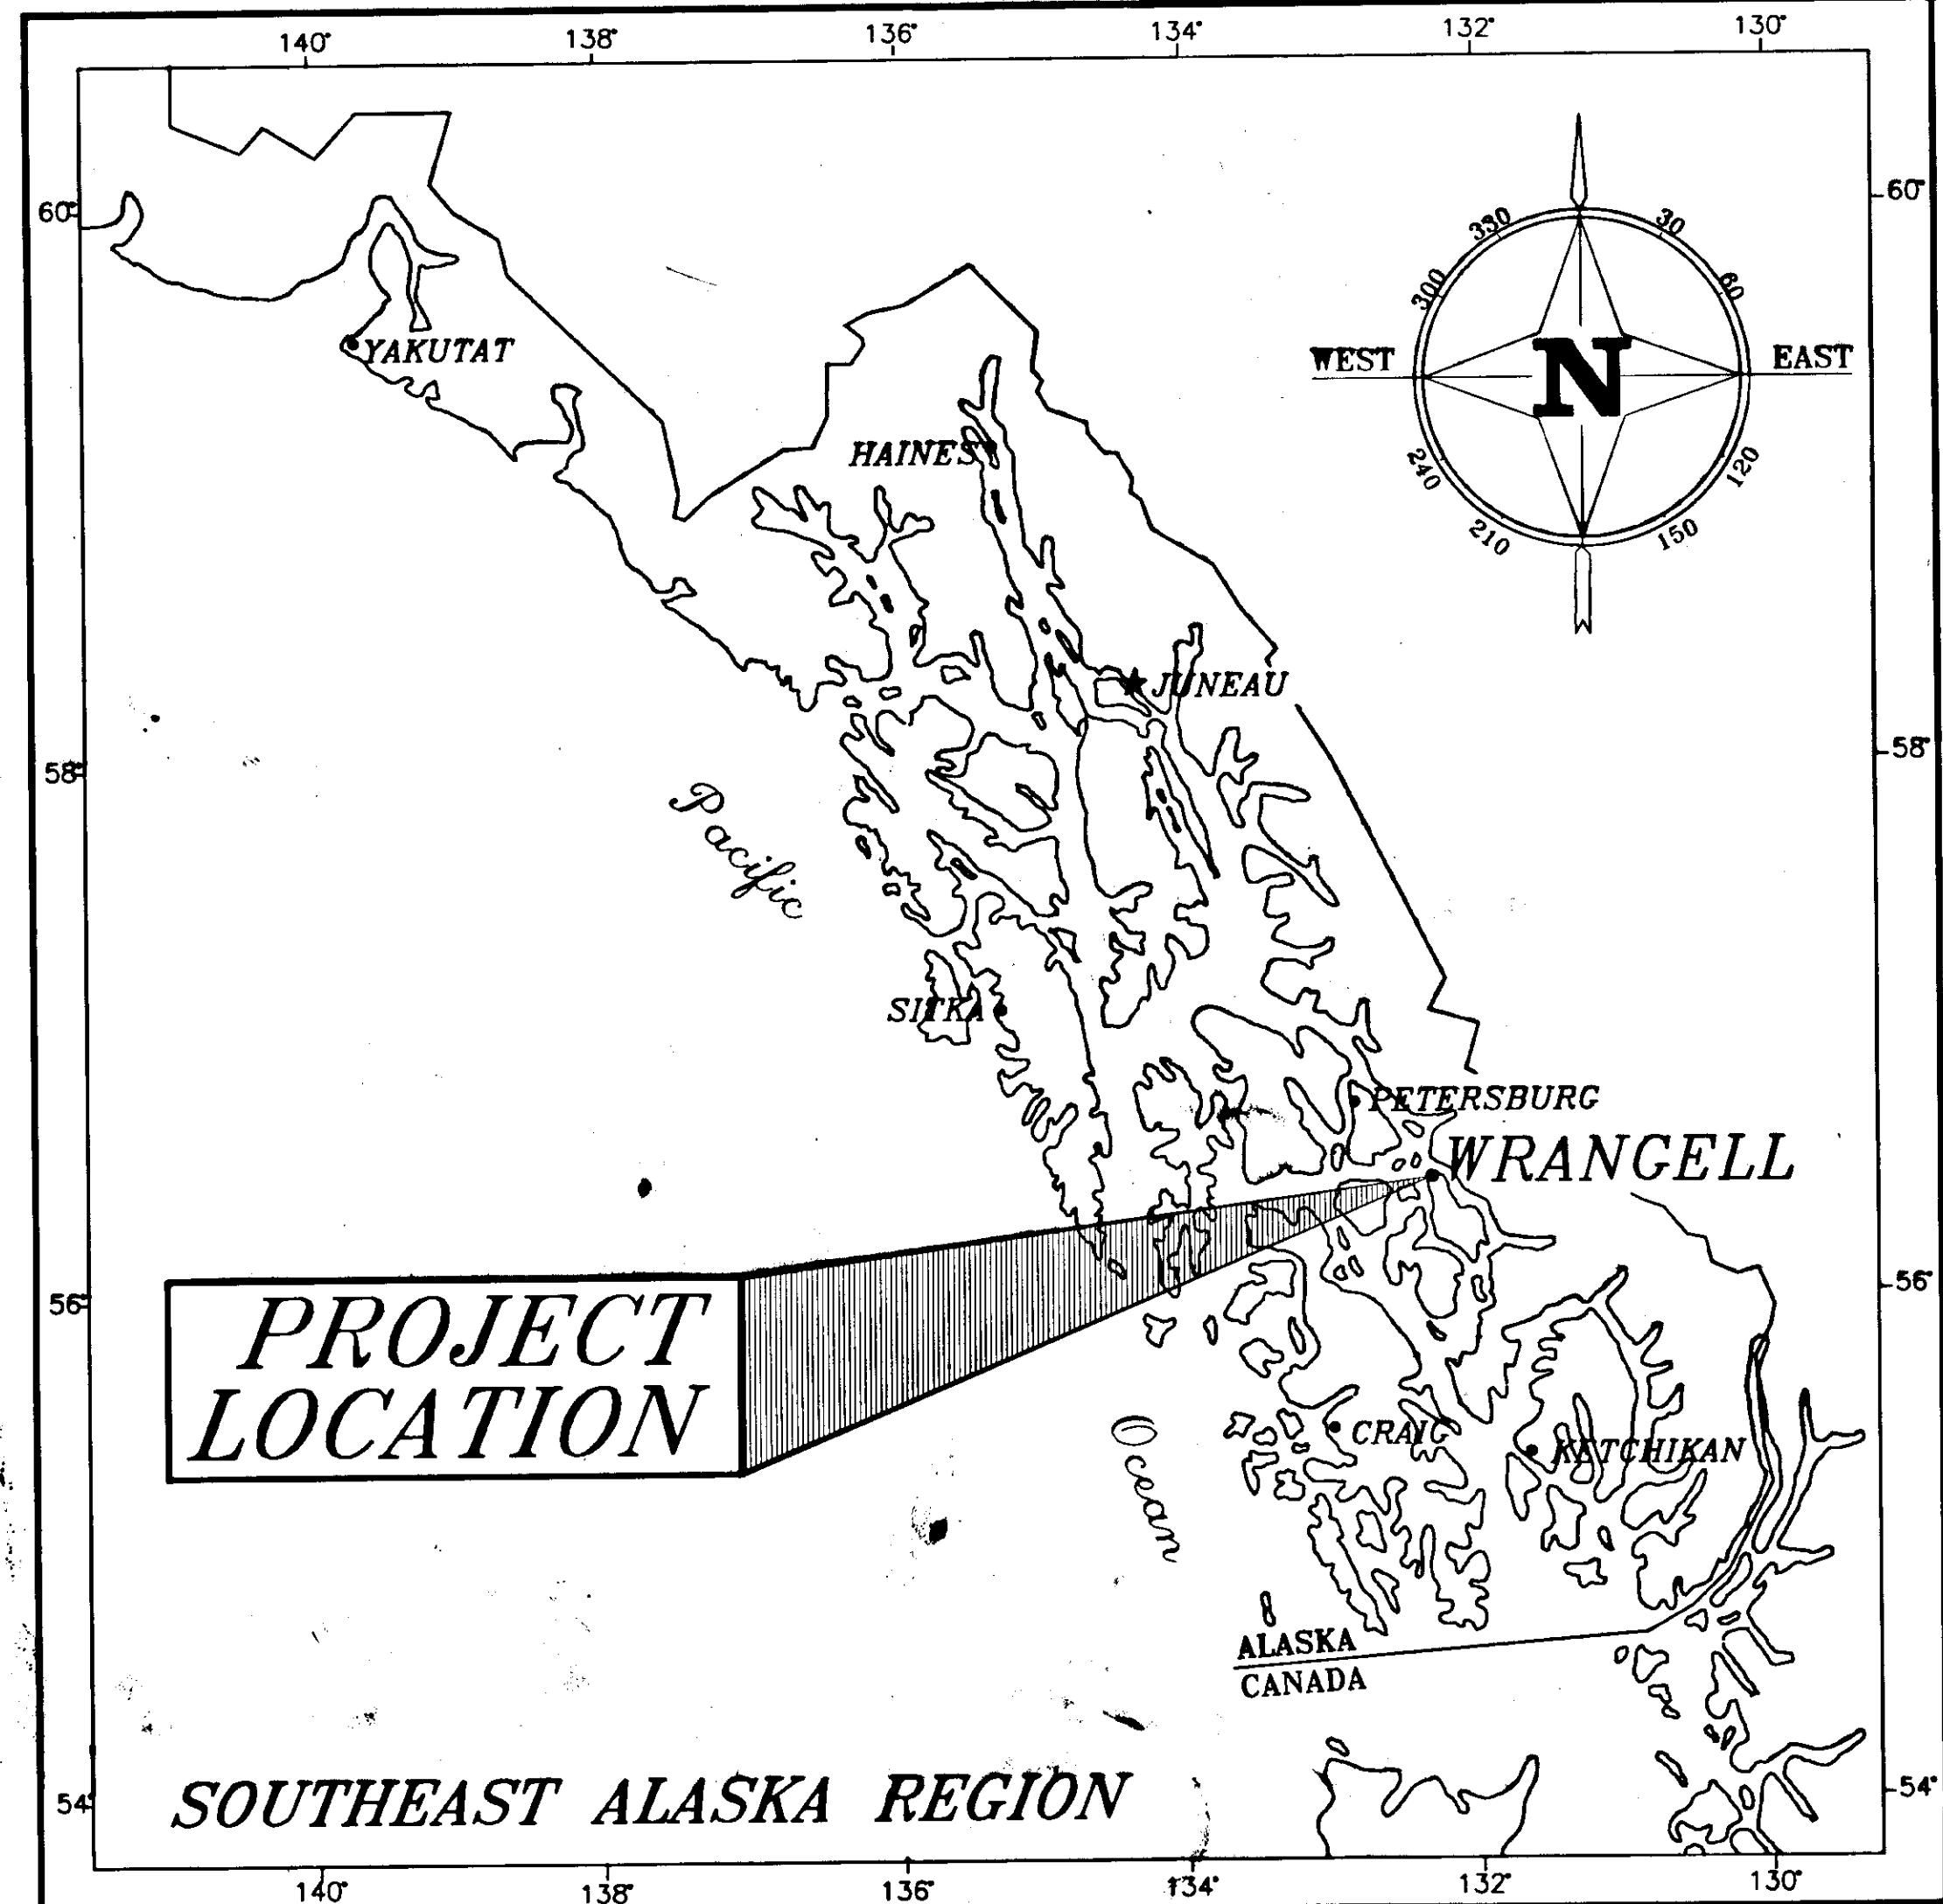 140° 138° 136° 134° 132° 130°
60° 60°
330 30
300 60
WEST N EAST
240 120
210 150
YAKUTAT
HAINES
JUNEAU
58° 58°
Pacific
SITKA
PETERSBURG
WRANGELL
56° 56°
PROJECT
LOCATION
Ocean
CRAIG
KETCHIKAN
ALASKA
CANADA
SOUTHEAST ALASKA REGION
54° 54°
140° 138° 136° 134° 132° 130°